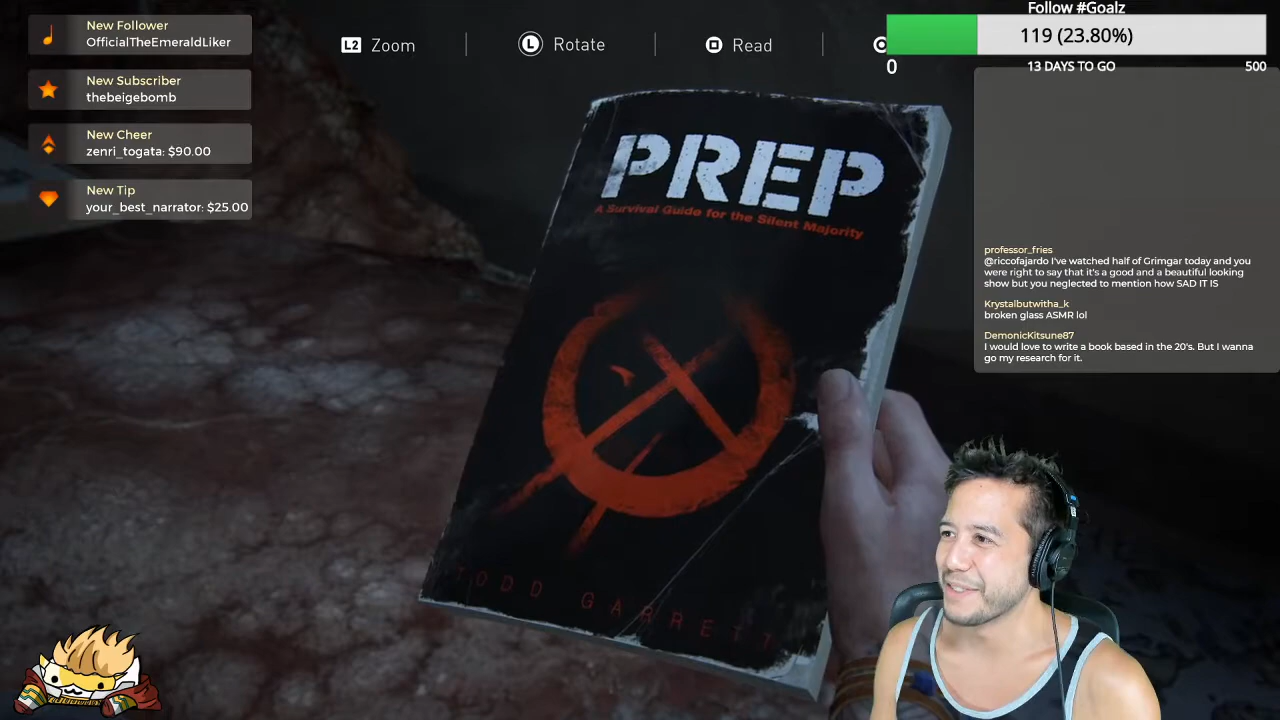 New Follower
OfficialTheEmeraldLiker
New Subscriber
thebeigebomb
New Cheer
zenri_togata: $90.00
New Tip
your_best_narrator: $25.00
L2 Zoom
L Rotate
Read
Follow #Goalz
119 (23.80%)
0
13 DAYS TO GO
500
PREP
A Survival Guide for the Silent Majority
TODD GARRETT
professor_fries
@riccofajardo I've watched half of Grimgar today and you
were right to say that it's a good and a beautiful looking
show but you neglected to mention how SAD IT IS
Krystalbutwitha_k
broken glass ASMR lol
DemonicKitsune87
I would love to write a book based in the 20's. But I wanna
go my research for it.